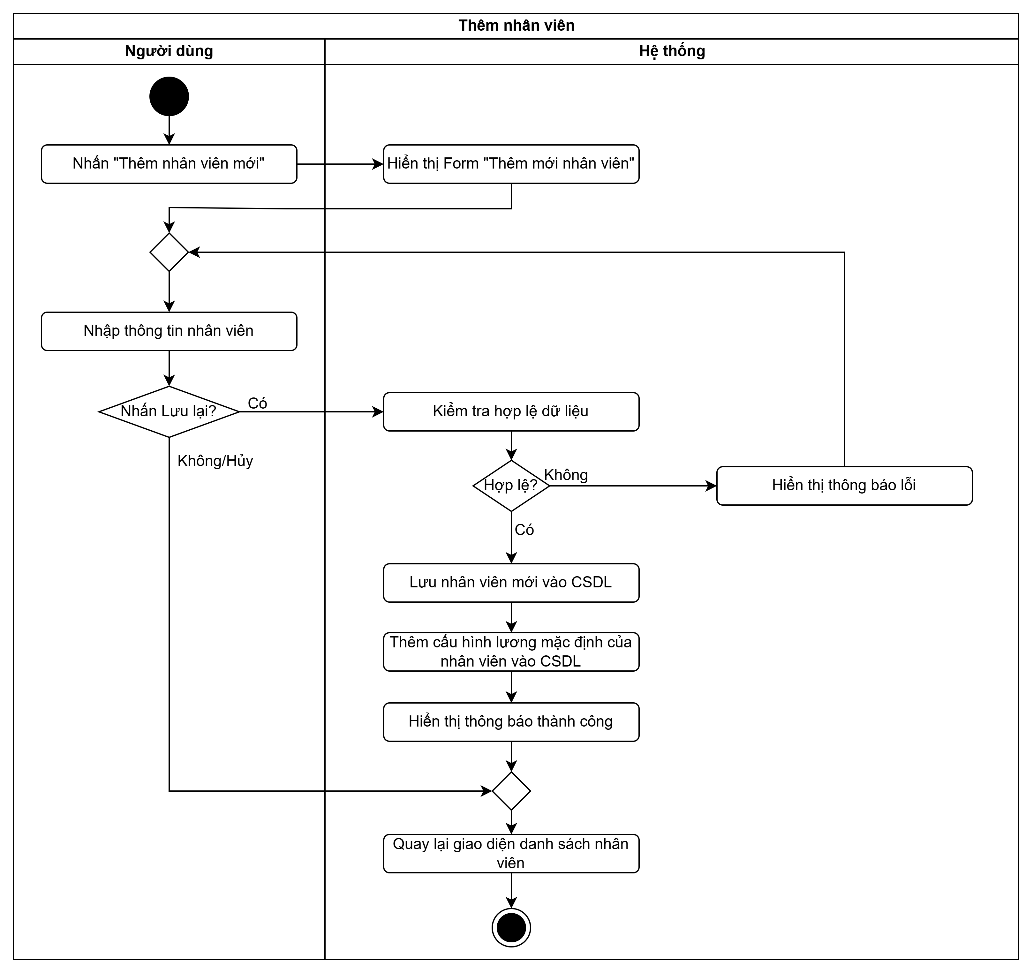 Thêm nhân viên
Người dùng
Hệ thống
Nhấn "Thêm nhân viên mới"
Hiển thị Form "Thêm mới nhân viên"
Nhập thông tin nhân viên
Nhấn Lưu lại?
Có
Kiểm tra hợp lệ dữ liệu
Không/Hủy
Hợp lệ?
Không
Hiển thị thông báo lỗi
Có
Lưu nhân viên mới vào CSDL
Thêm cấu hình lương mặc định của
nhân viên vào CSDL
Hiển thị thông báo thành công
Quay lại giao diện danh sách nhân
viên